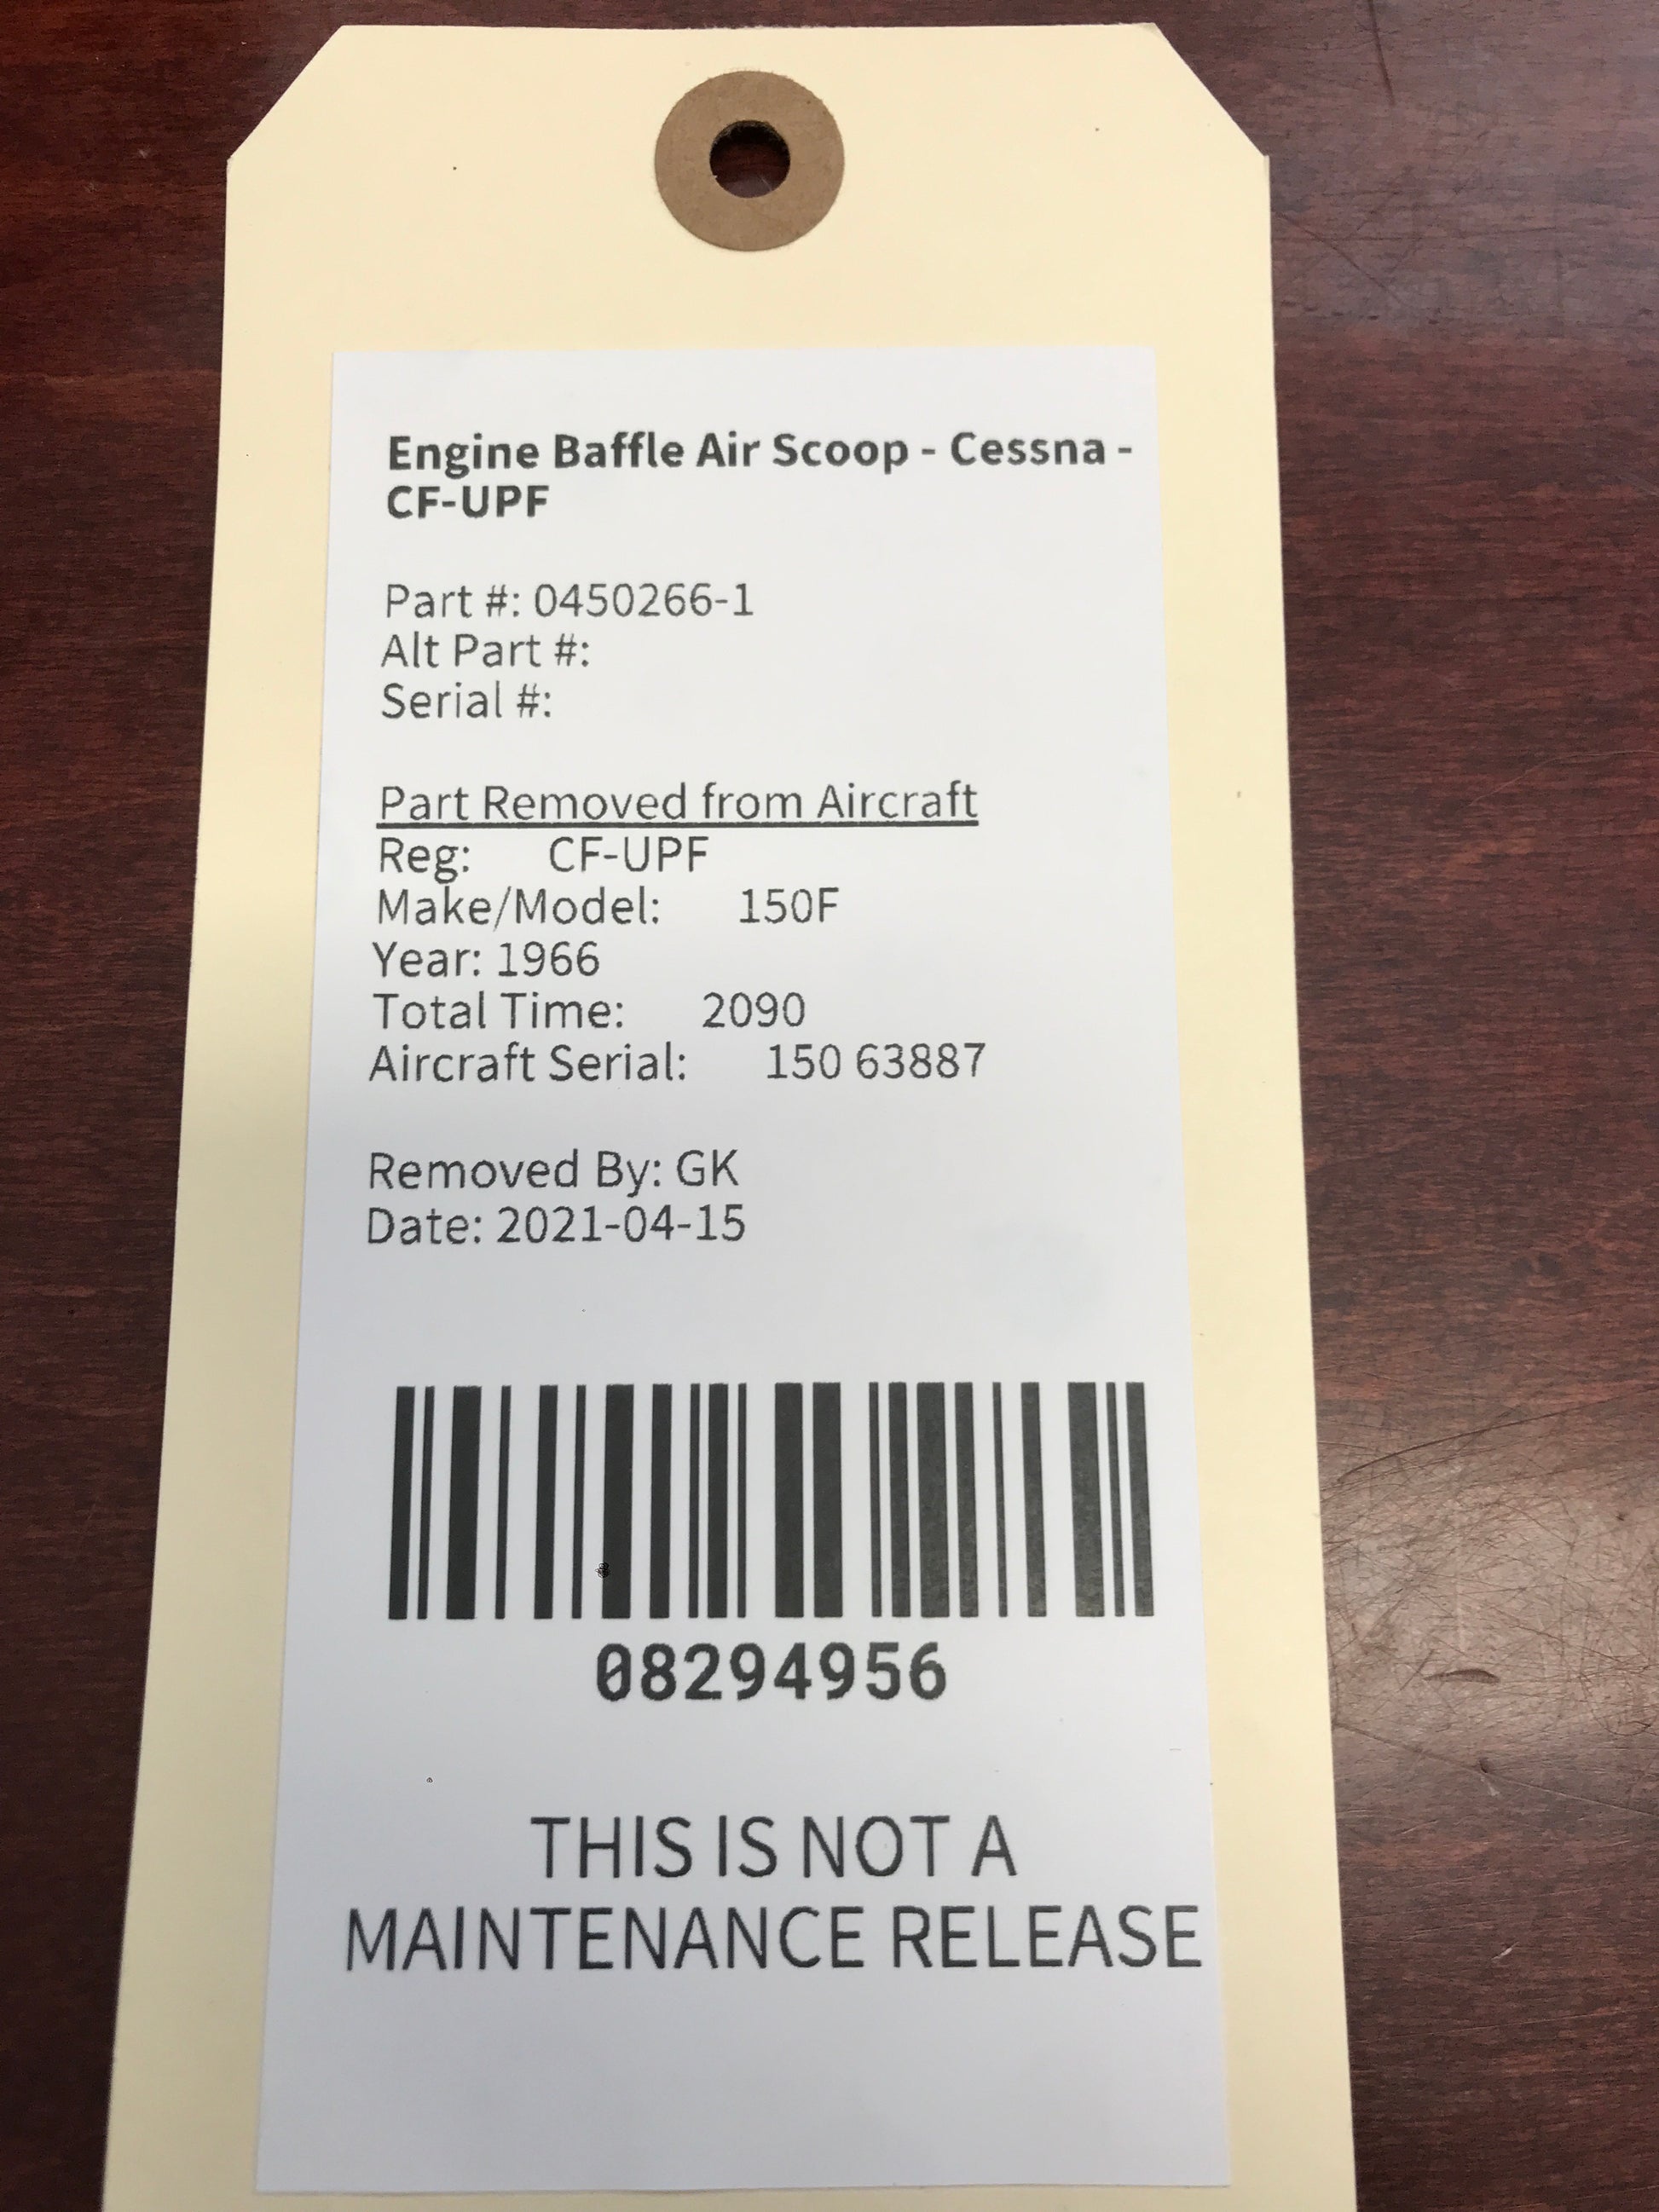 Engine Baffle Air Scoop - Cessna -
CF-UPF
Part #: 0450266-1
Alt Part #:
Serial #:
Part Removed from Aircraft
Reg: CF-UPF
Make/Model: 150F
Year: 1966
Total Time: 2090
Aircraft Serial: 150 63887
Removed By: GK
Date: 2021-04-15
08294956
THIS IS NOT A
MAINTENANCE RELEASE